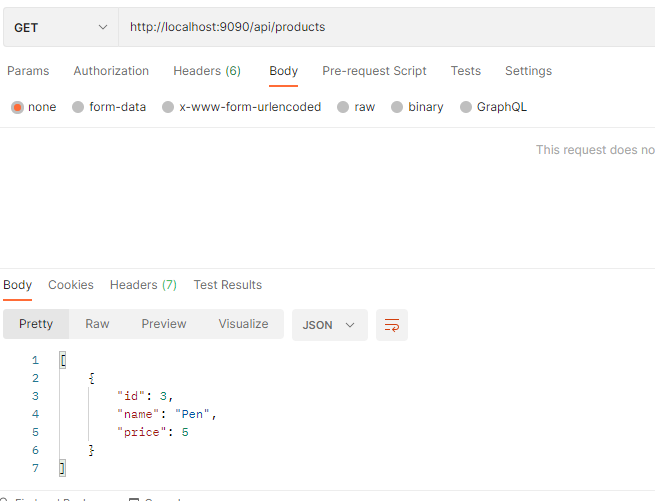 GET http://localhost:9090/api/products
Params Authorization Headers (6) Body Pre-request Script Tests Settings
none form-data x-www-form-urlencoded raw binary GraphQL
This request does no
Body Cookies Headers (7) Test Results
Pretty Raw Preview Visualize JSON
1 [
2 {
3 "id": 3,
4 "name": "Pen",
5 "price": 5
6 }
7 ]